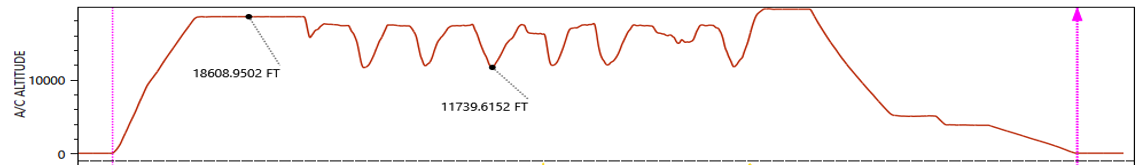 A/C ALTITUDE
18608.9502 FT
10000
11739.6152 FT
0